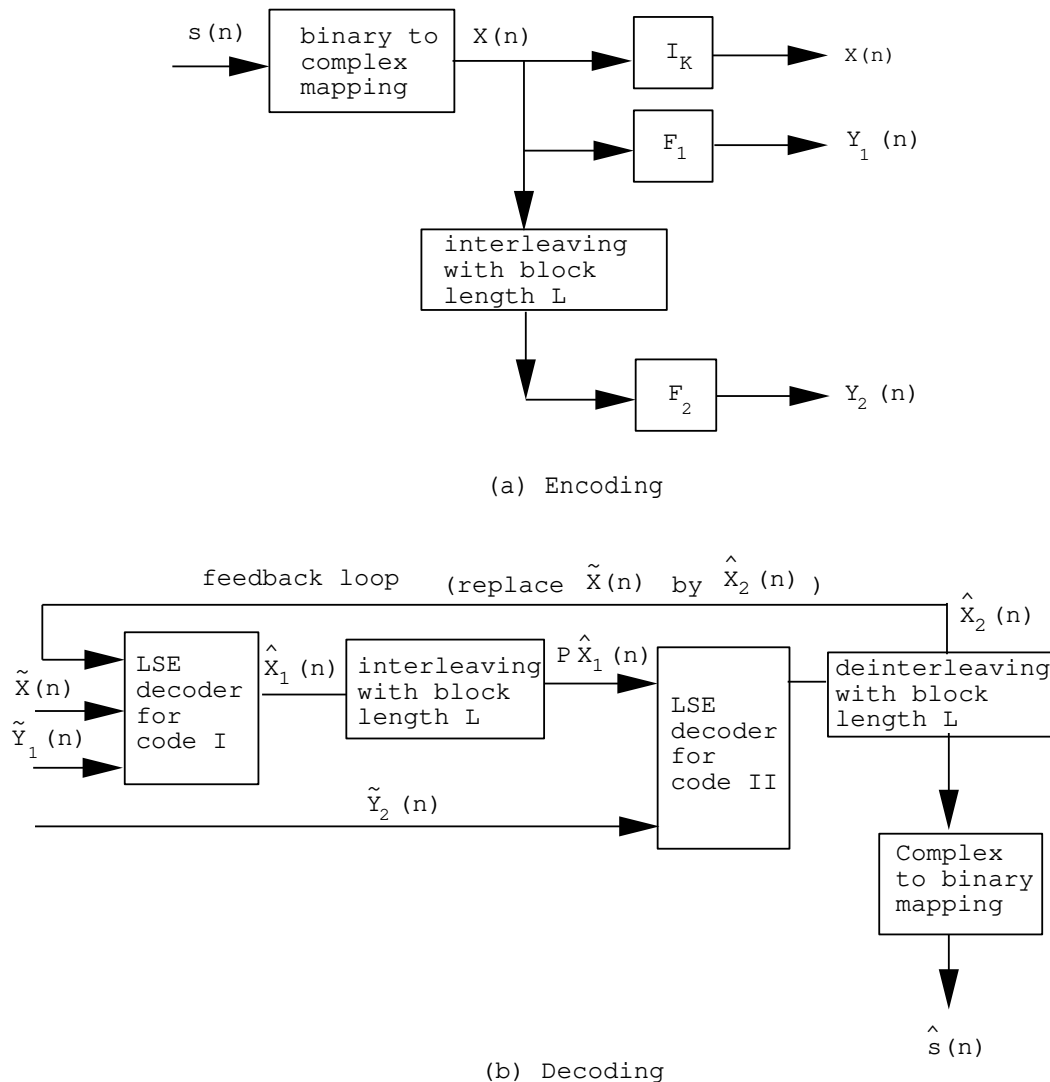 s(n)
binary to
complex
mapping
X(n)
I_K
X(n)
F_1
Y_1 (n)
interleaving
with block
length L
F_2
Y_2 (n)
(a) Encoding
feedback loop (replace X̃(n) by X̂_2(n) )
X̂_2(n)
X̃(n)
Ỹ_1(n)
LSE
decoder
for
code I
X̂_1(n)
interleaving
with block
length L
P X̂_1(n)
LSE
decoder
for
code II
deinterleaving
with block
length L
Ỹ_2(n)
Complex
to binary
mapping
ŝ(n)
(b) Decoding